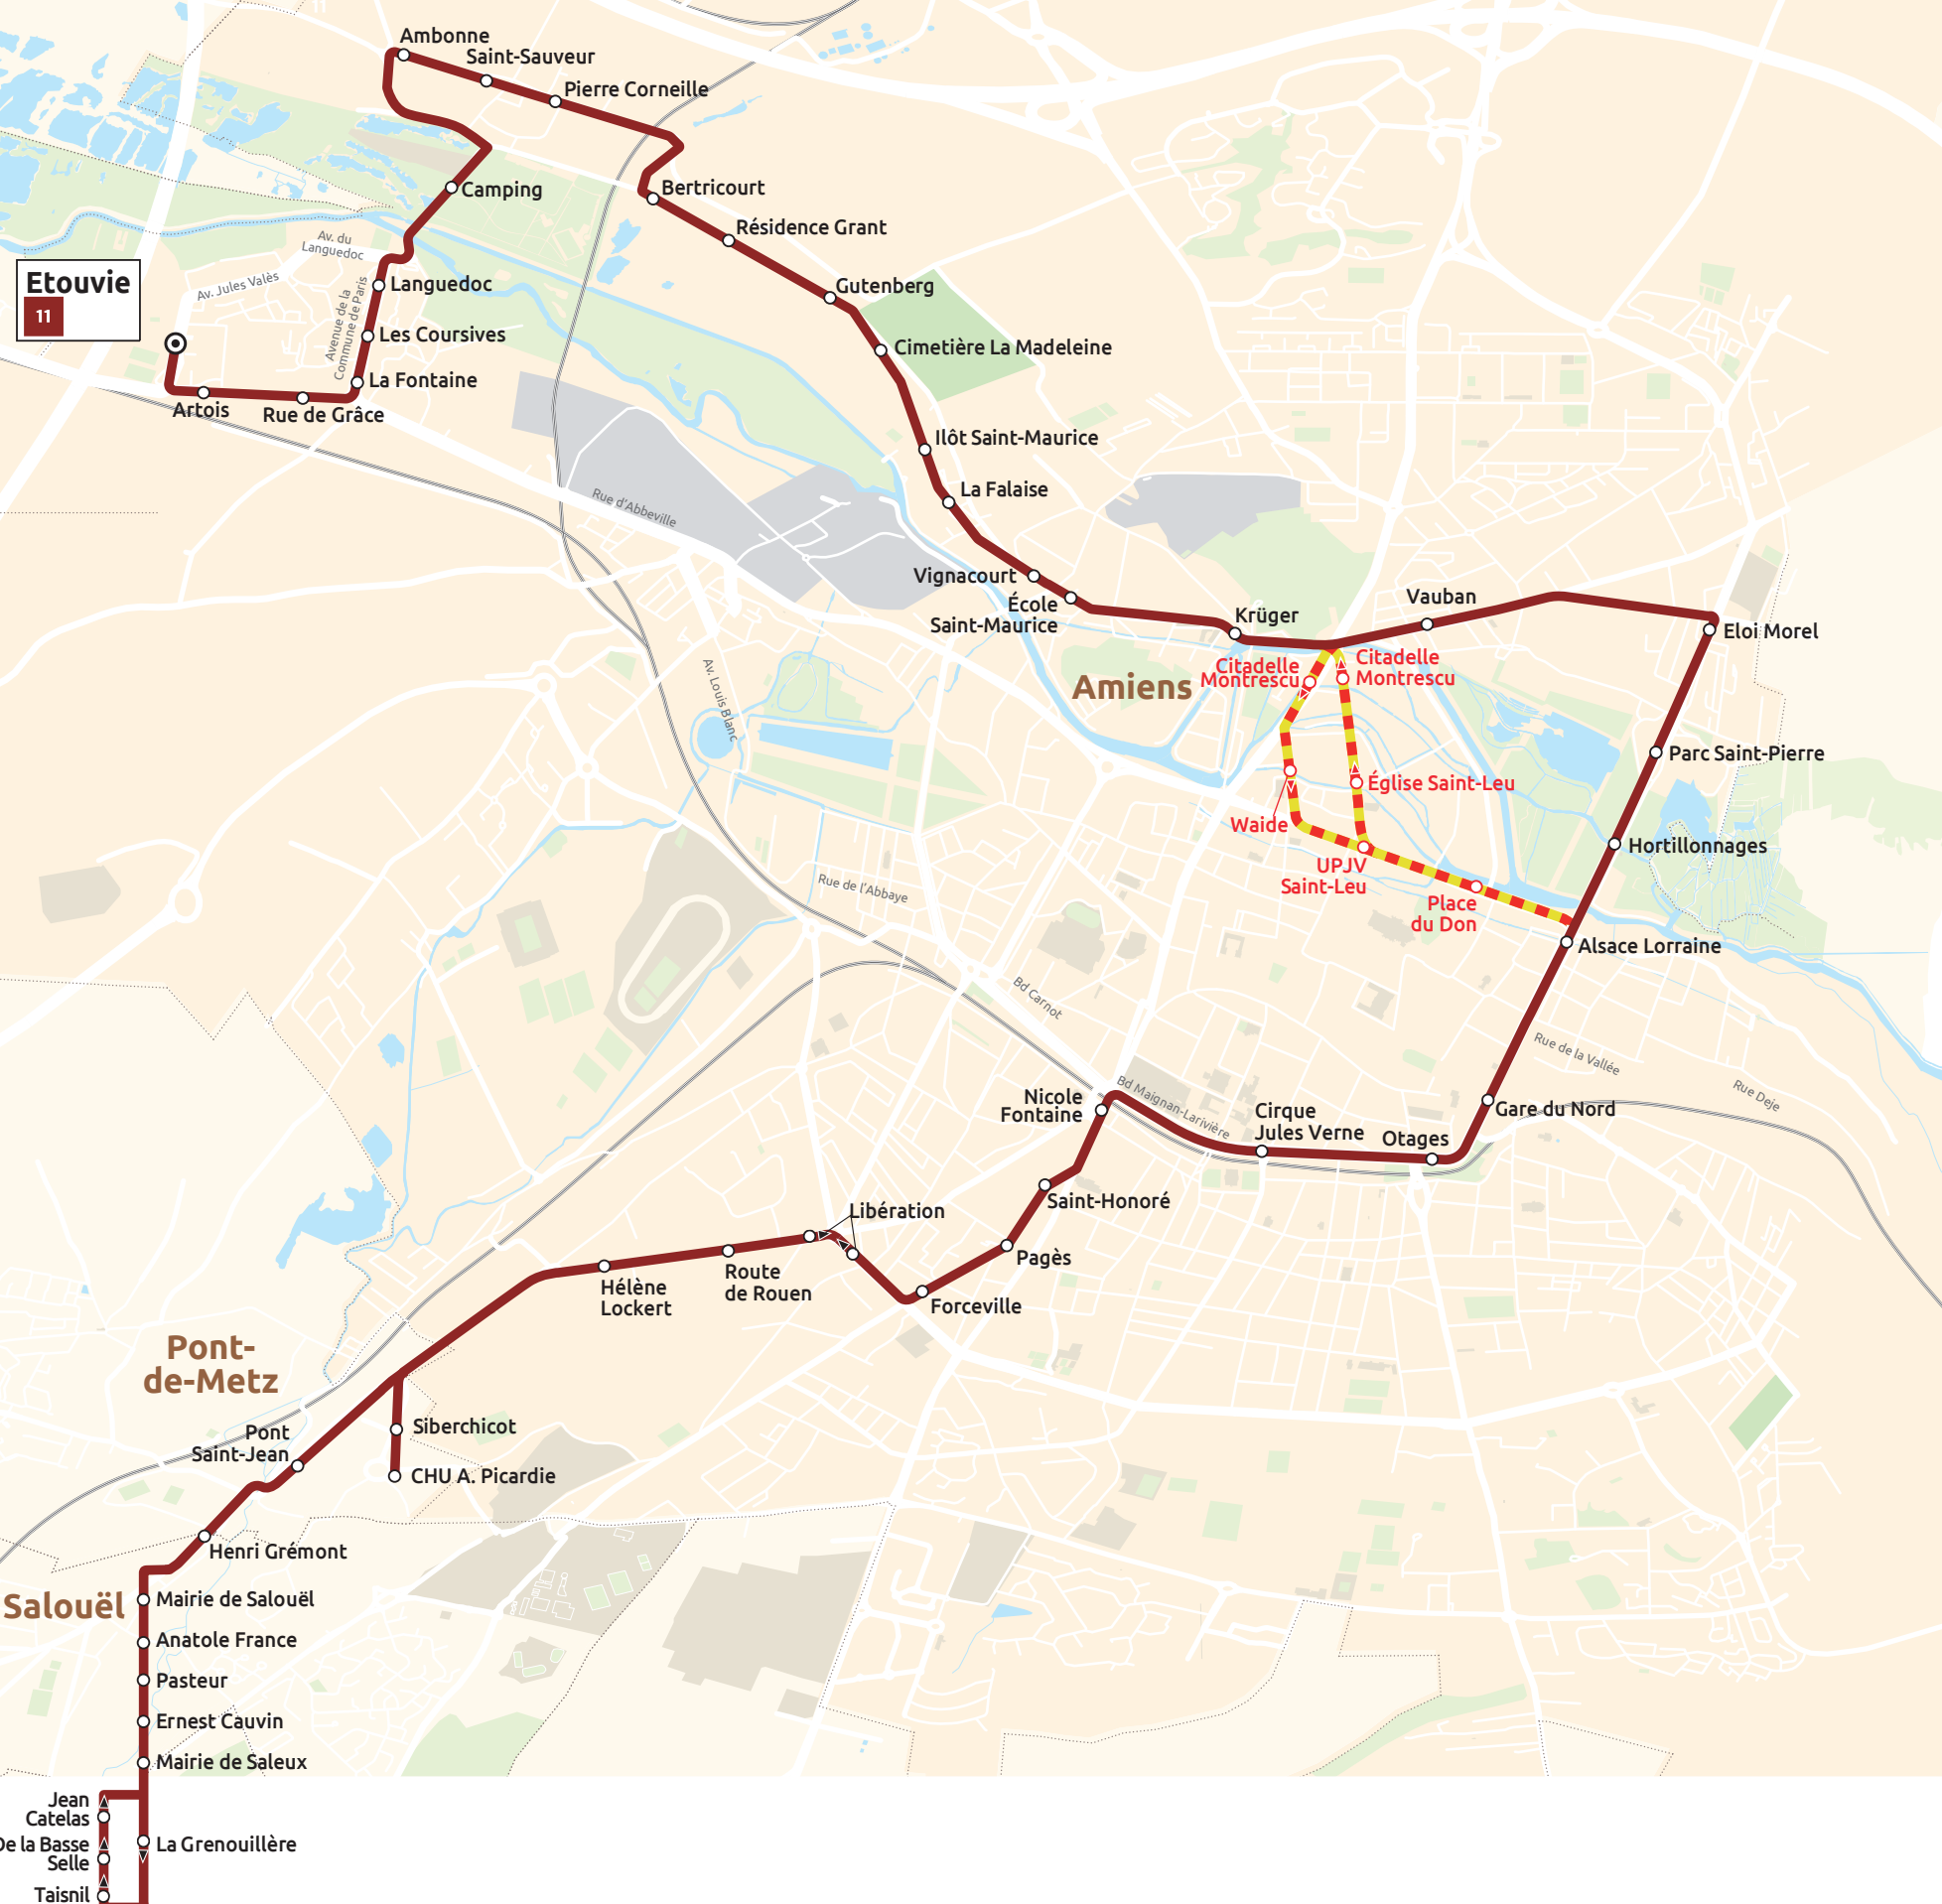 11
Ambonne
Saint-Sauveur
Pierre Corneille
Camping
Bertricourt
Résidence Grant
Av. du
Languedoc
Etouvie
11
Av. Jules Valès
Avenue de la
Commune de Paris
Languedoc
Gutenberg
Les Coursives
Cimetière La Madeleine
La Fontaine
Artois
Rue de Grâce
Ilôt Saint-Maurice
La Falaise
Rue d'Abbeville
Vignacourt
École
Saint-Maurice
Krüger
Vauban
Eloi Morel
Av. Louis Blanc
Amiens
Citadelle
Montrescu
Citadelle
Montrescu
Parc Saint-Pierre
Église Saint-Leu
Waide
Hortillonnages
UPJV
Saint-Leu
Rue de l'Abbaye
Place
du Don
Alsace Lorraine
Bd Carnot
Rue de la Vallée
Rue Deje
Bd Maignan-Larivière
Nicole
Fontaine
Cirque
Jules Verne
Otages
Gare du Nord
Saint-Honoré
Libération
Pagès
Route
de Rouen
Hélène
Lockert
Forceville
Pont-
de-Metz
Siberchicot
Pont
Saint-Jean
CHU A. Picardie
Henri Grémont
Salouël
Mairie de Salouël
Anatole France
Pasteur
Ernest Cauvin
Mairie de Saleux
Jean
Catelas
De la Basse
Selle
La Grenouillère
Taisnil